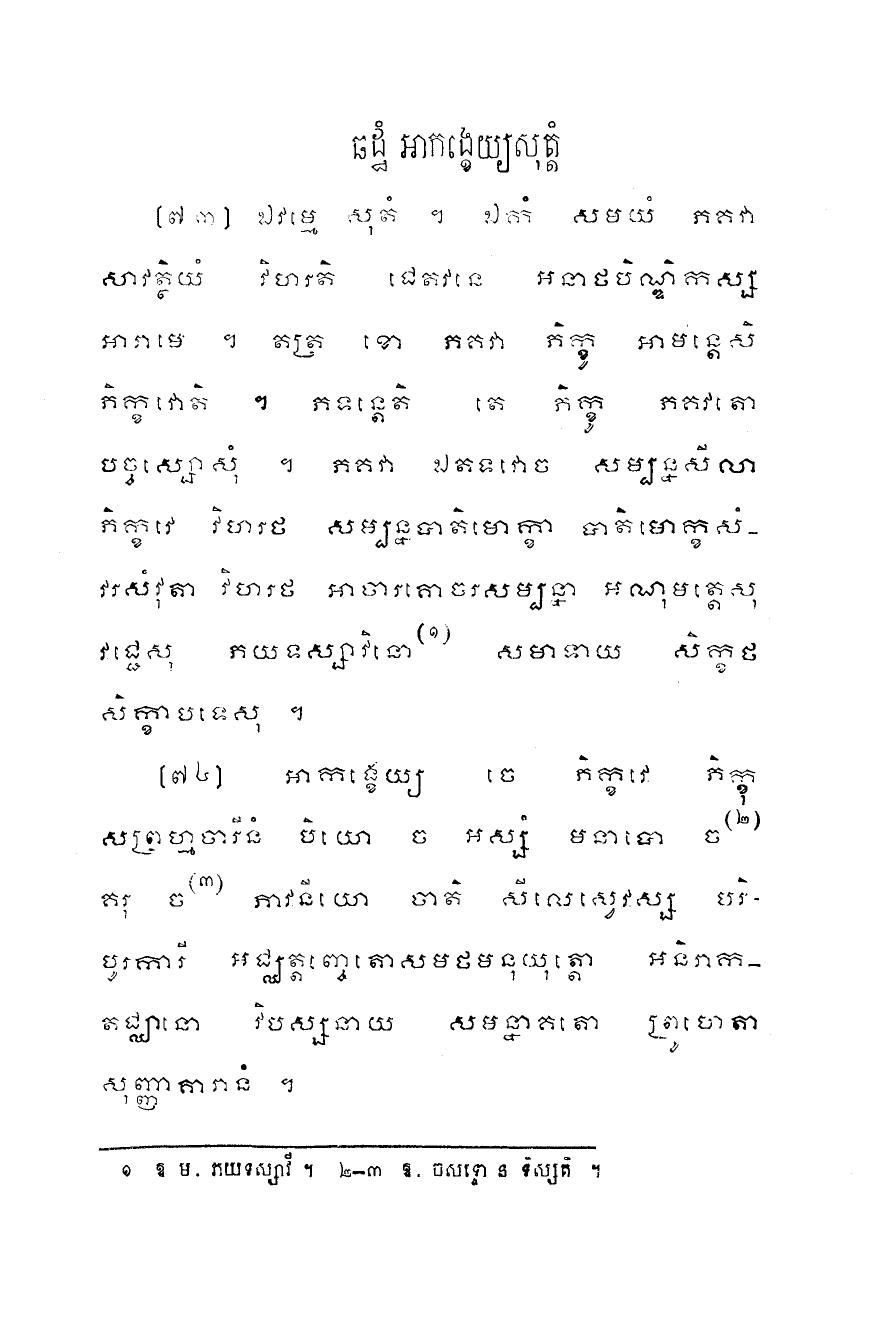 ឆដ្ឋំ អាកង្ខេយ្យសុត្តំ
[៧៣] ឯវម្មេ សុតំ ។ ឯកំ សមយំ ភគវា
សាវត្ថិយំ វិហរតិ ជេតវនេ អនាថបិណ្ឌិកស្ស
អារាមេ ។ តត្រ ខោ ភគវា ភិក្ខូ អាមន្តេសិ
ភិក្ខវោតិ ។ ភទន្តេតិ តេ ភិក្ខូ ភគវតោ
បច្ចស្សោសុំ ។ ភគវា ឯតទវោច សម្បន្នសីលា
ភិក្ខវេ វិហរថ សម្បន្នបាតិមោក្ខា បាតិមោក្ខសំ-
វរសំវុតា វិហរថ អាចារគោចរសម្បន្នា អណុមត្តេសុ
វជ្ជេសុ ភយទស្សាវិនោ(១) សមាទាយ សិក្ខថ
សិក្ខាបទេសុ ។
[៧៤] អាកង្ខេយ្យ ចេ ភិក្ខវេ ភិក្ខុ
សព្រហ្មចារីនំ បិយោ ច អស្សំ មនាបោ ច(២)
គរុ ច(៣) ភាវនីយោ ចាតិ សីលេស្វេវស្ស បរិ-
បូរការី អជ្ឈត្តញ្ចេតោសមថមនុយុត្តោ អនិរាក-
តជ្ឈានោ វិបស្សនាយ សមន្នាគតោ ព្រូហេតា
សុញ្ញាគារានំ ។
១ ឱ ម. ភយទស្សាវី ។ ២-៣ ឱ. ចសទ្ទោ ន ទិស្សតិ ។